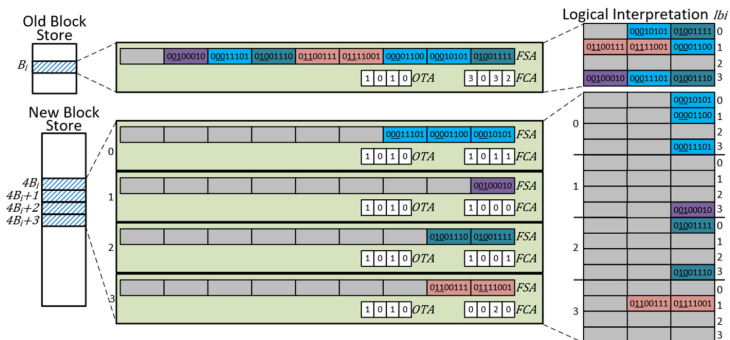 Old Block Store
B_i
00100010 00011101 01001110 01100111 01111001 00001100 00010101 01001111 FSA
1 0 1 0 OTA 3 0 3 2 FCA
Logical Interpretation lbi
00010101 01001111 0
01100111 01111001 00001100 1
2
00100010 00011101 01001110 3
New Block Store
4B_i
4B_i+1
4B_i+2
4B_i+3
0
00011101 00001100 00010101 FSA
1 0 1 0 OTA 1 0 1 1 FCA
1
00100010 FSA
1 0 1 0 OTA 1 0 0 0 FCA
2
01001110 01001111 FSA
1 0 1 0 OTA 1 0 0 1 FCA
3
01100111 01111001 FSA
1 0 1 0 OTA 0 0 2 0 FCA
0
00010101 0
00001100 1
2
00011101 3
1
0
1
2
00100010 3
2
01001111 0
1
2
01001110 3
3
0
01100111 01111001 1
2
3